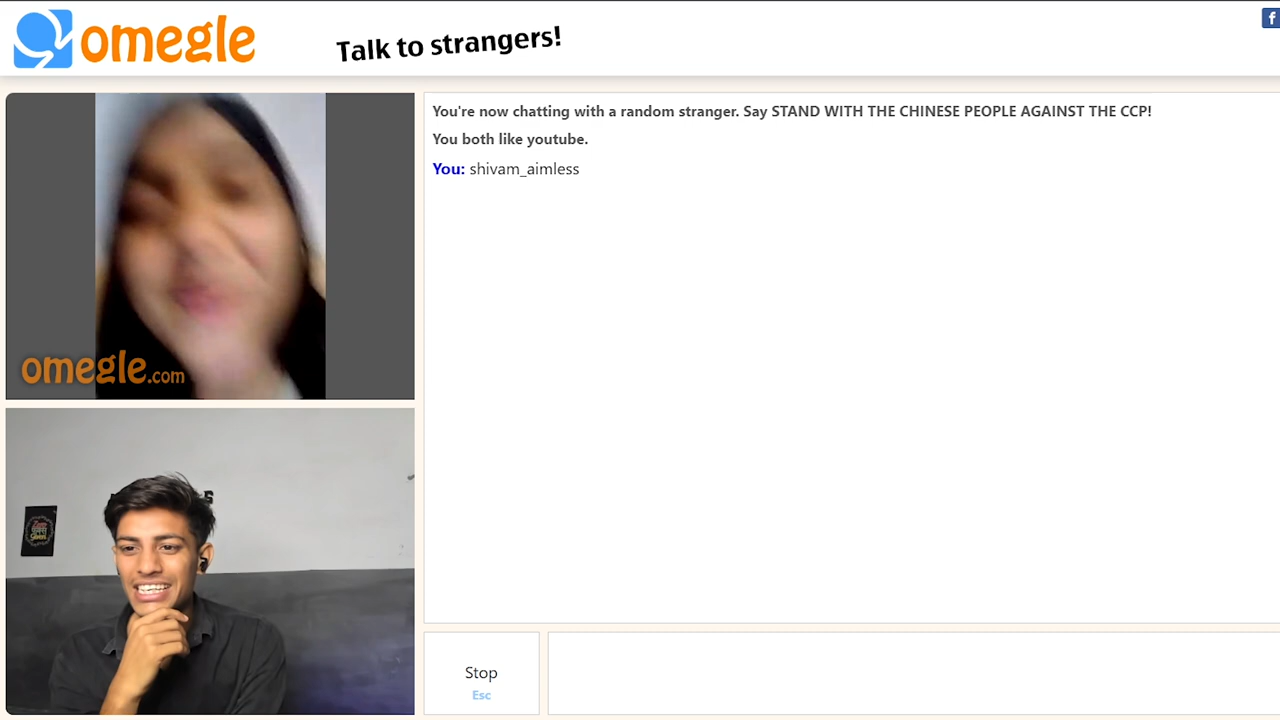 omegle
Talk to strangers!
f
You're now chatting with a random stranger. Say STAND WITH THE CHINESE PEOPLE AGAINST THE CCP!
You both like youtube.
You: shivam_aimless
omegle.com
Stop
Esc